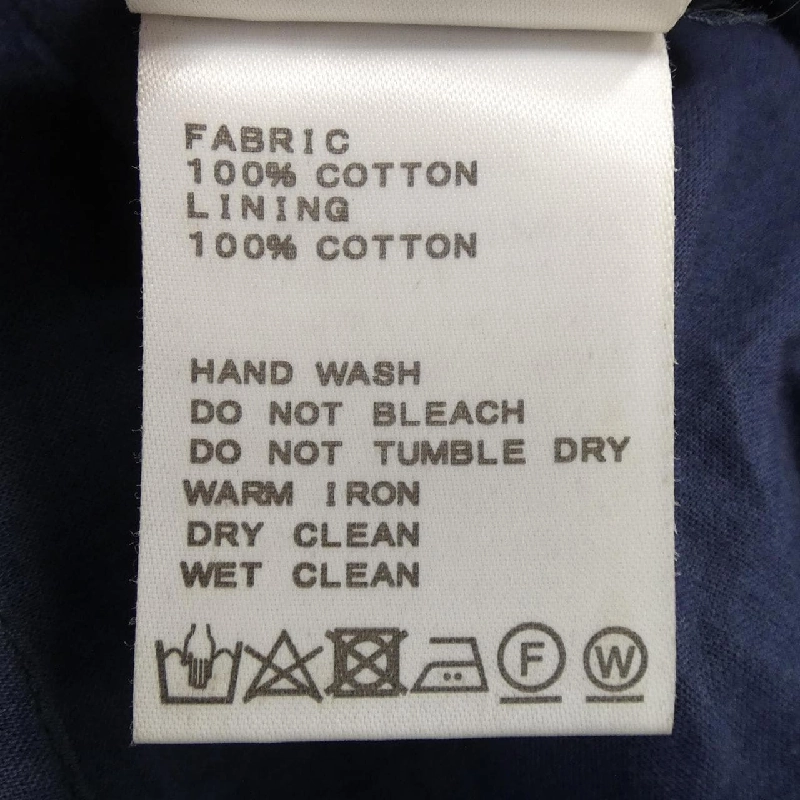 FABRIC
100% COTTON
LINING
100% COTTON
HAND WASH
DO NOT BLEACH
DO NOT TUMBLE DRY
WARM IRON
DRY CLEAN
WET CLEAN
F W